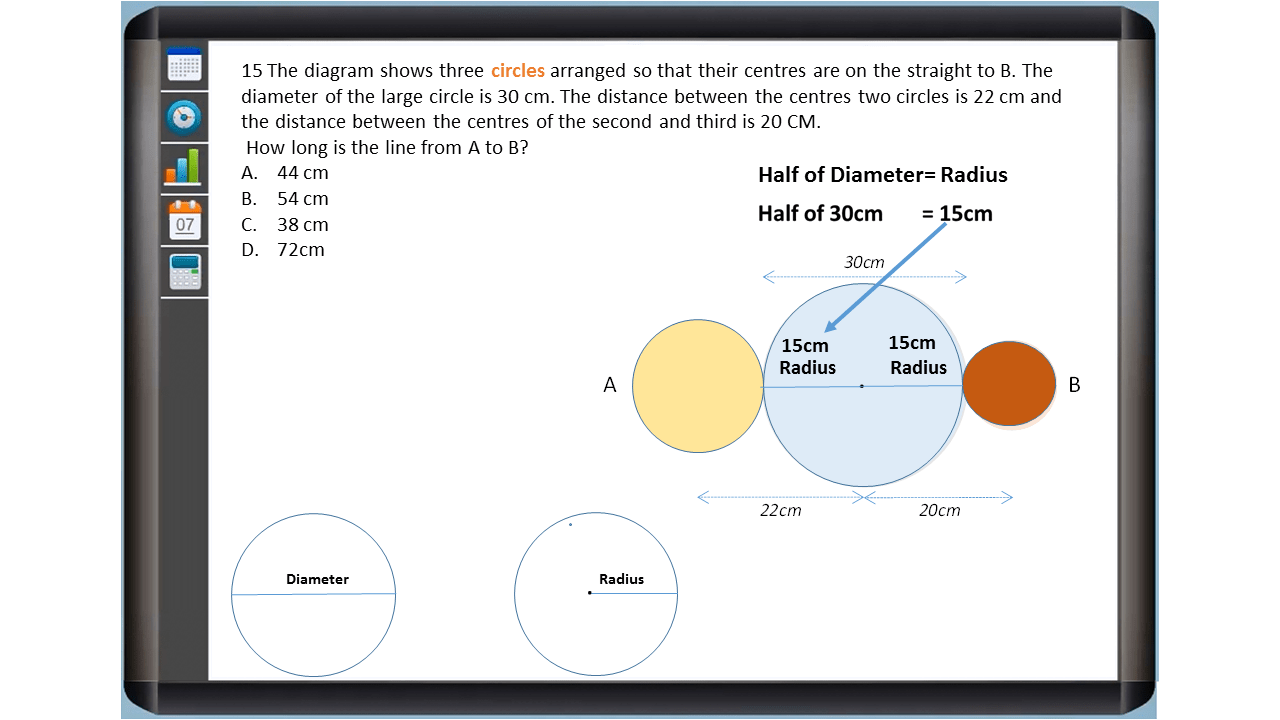 15 The diagram shows three circles arranged so that their centres are on the straight to B. The
diameter of the large circle is 30 cm. The distance between the centres two circles is 22 cm and
the distance between the centres of the second and third is 20 CM.
How long is the line from A to B?
A. 44 cm
B. 54 cm
C. 38 cm
D. 72cm
Half of Diameter= Radius
Half of 30cm = 15cm
07
30cm
15cm
Radius
15cm
Radius
A
B
22cm
20cm
Diameter
Radius